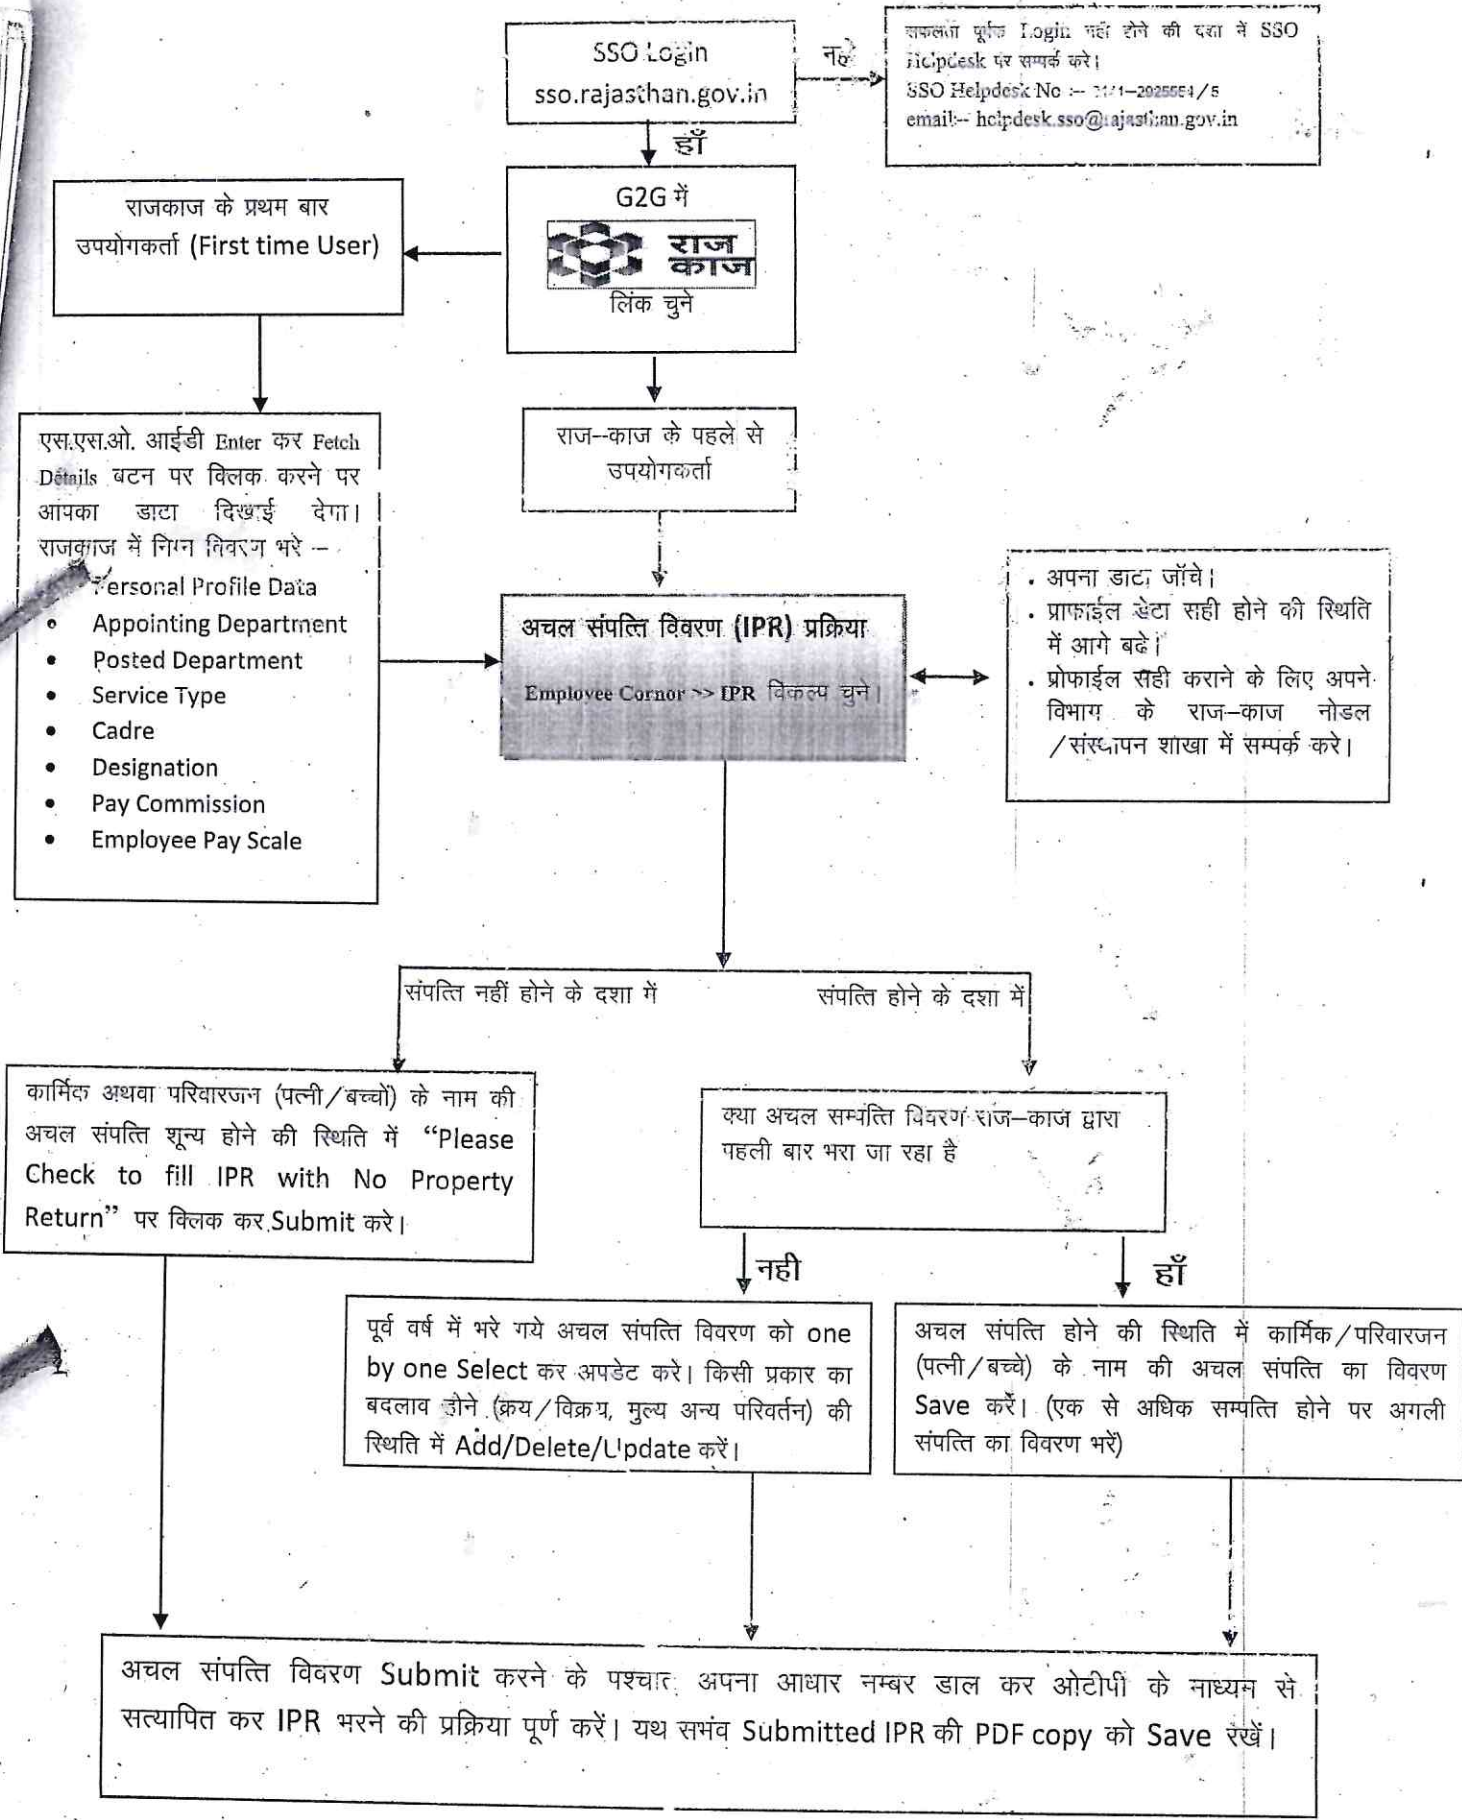 SSO Login
sso.rajasthan.gov.in
नही
सफलता पूर्वक Login नही होने की दशा में SSO
Helpdesk पर सम्पर्क करे।
SSO Helpdesk No :--
email:-- helpdesk.sso@rajasthan.gov.in
हाँ
G2G में
राज
काज
लिंक चुने
राजकाज के प्रथम बार
उपयोगकर्ता (First time User)
राज–काज के पहले से
उपयोगकर्ता
एस.एस.ओ. आईडी Enter कर Fetch
Details बटन पर क्लिक करने पर
आपका डाटा दिखाई देगा।
राजकाज में निम्न विवरण भरे –
Personal Profile Data
• Appointing Department
• Posted Department
• Service Type
• Cadre
• Designation
• Pay Commission
• Employee Pay Scale
अचल संपत्ति विवरण (IPR) प्रक्रिया
Employee Cornor >> IPR विकल्प चुने।
• अपना डाटा जॉचे।
• प्राफाईल डेटा सही होने की स्थिति
में आगे बढे।
• प्रोफाईल सही कराने के लिए अपने
विभाग के राज–काज नोडल
/संस्थापन शाखा में सम्पर्क करे।
संपत्ति नहीं होने के दशा में
संपत्ति होने के दशा में
कार्मिक अथवा परिवारजन (पत्नी/बच्चों) के नाम की
अचल संपत्ति शून्य होने की स्थिति में “Please
Check to fill IPR with No Property
Return” पर क्लिक कर Submit करे।
क्या अचल सम्पत्ति विवरण राज–काज द्वारा
पहली बार भरा जा रहा है
नही
हाँ
पूर्व वर्ष में भरे गये अचल संपत्ति विवरण को one
by one Select कर अपडेट करे। किसी प्रकार का
बदलाव होने (क्रय/विक्रय, मुल्य अन्य परिवर्तन) की
स्थिति में Add/Delete/Update करें।
अचल संपत्ति होने की स्थिति में कार्मिक/परिवारजन
(पत्नी/बच्चे) के नाम की अचल संपत्ति का विवरण
Save करें। (एक से अधिक सम्पत्ति होने पर अगली
संपत्ति का विवरण भरें)
अचल संपत्ति विवरण Submit करने के पश्चात अपना आधार नम्बर डाल कर ओटीपी के माध्यम से
सत्यापित कर IPR भरने की प्रक्रिया पूर्ण करें। यथ सभंव Submitted IPR की PDF copy को Save रखें।